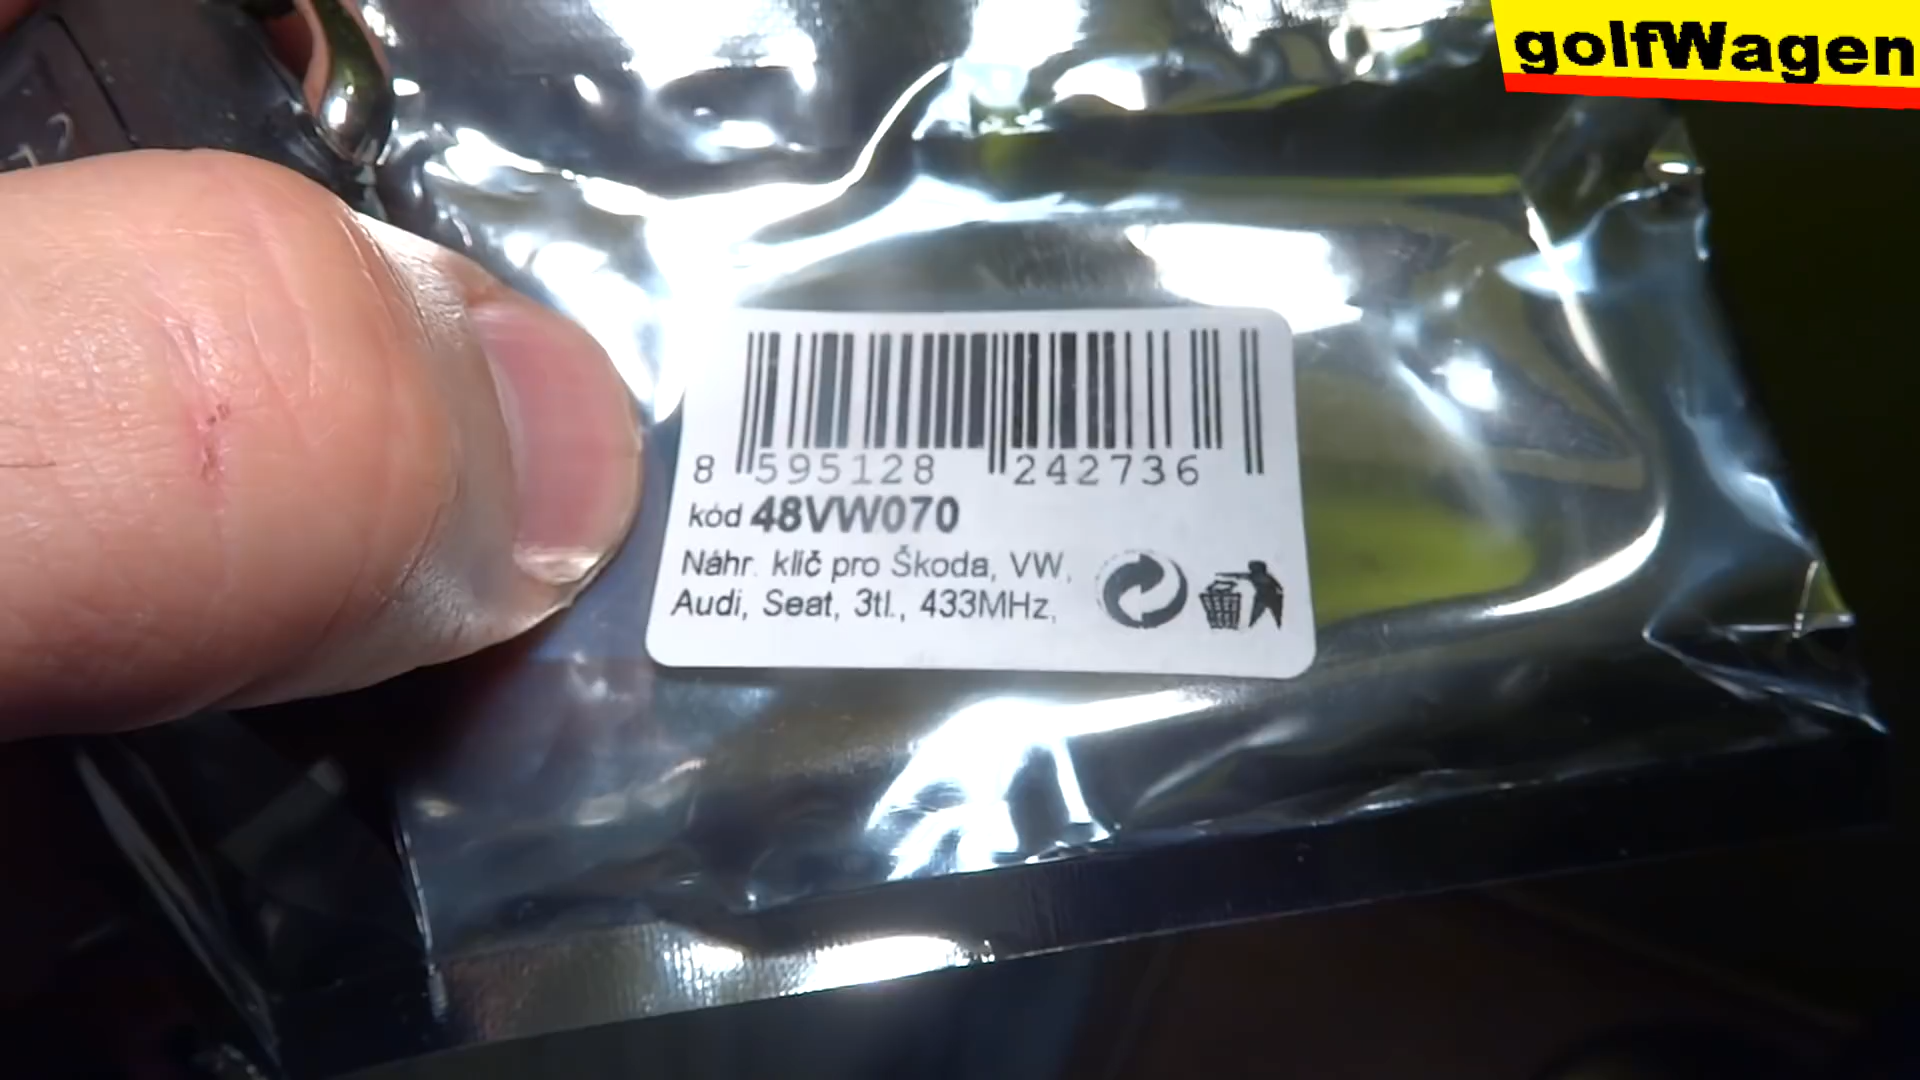 golfWagen
8 595128 242736
kód 48VW070
Náhr. klíč pro Škoda, VW,
Audi, Seat, 3tl., 433MHz,